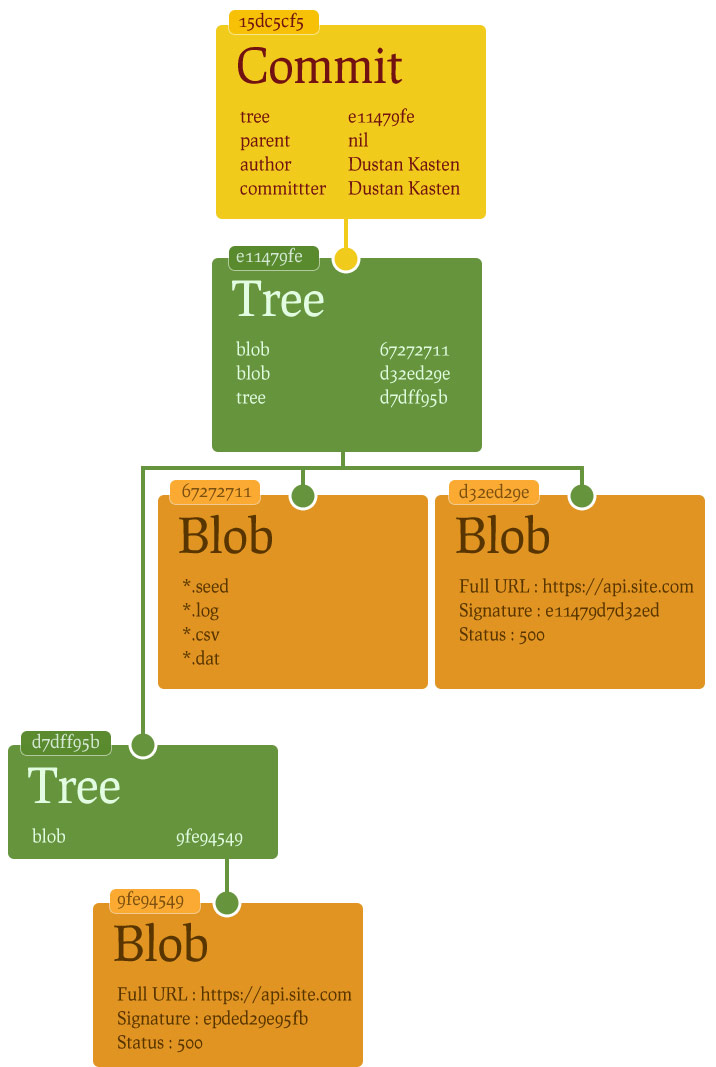 15dc5cf5
Commit
tree e11479fe
parent nil
author Dustan Kasten
committter Dustan Kasten
e11479fe
Tree
blob 67272711
blob d32ed29e
tree d7dff95b
67272711
Blob
*.seed
*.log
*.csv
*.dat
d32ed29e
Blob
Full URL : https://api.site.com
Signature : e11479d7d32ed
Status : 500
d7dff95b
Tree
blob 9fe94549
9fe94549
Blob
Full URL : https://api.site.com
Signature : epded29e95fb
Status : 500